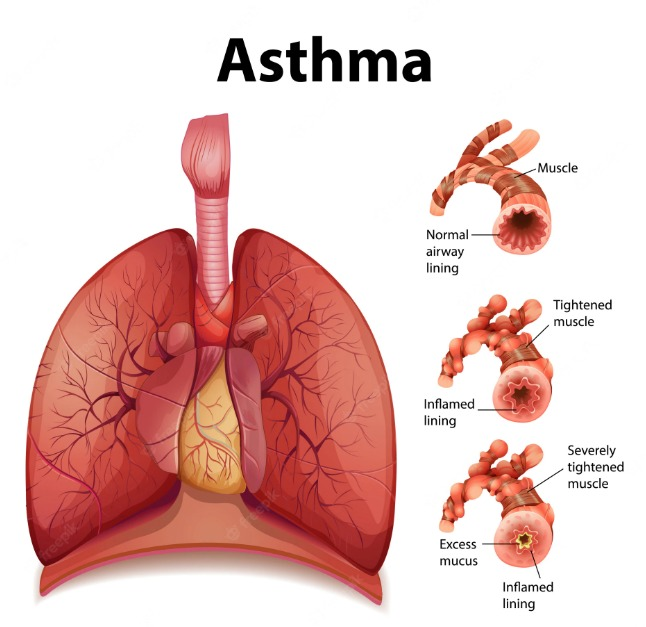 Asthma
Muscle
Normal
airway
lining
Tightened
muscle
Inflamed
lining
Severely
tightened
muscle
Excess
mucus
Inflamed
lining